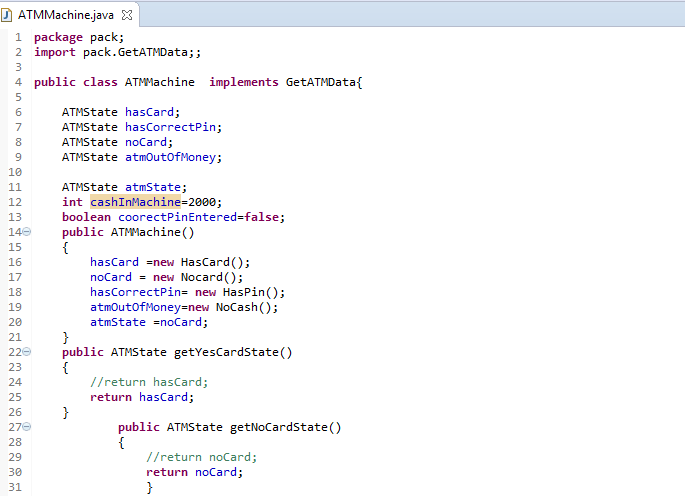 ATMMachine.java
1 package pack;
2 import pack.GetATMData;;
3
4 public class ATMMachine  implements GetATMData{
5
6     ATMState hasCard;
7     ATMState hasCorrectPin;
8     ATMState noCard;
9     ATMState atmOutOfMoney;
10
11     ATMState atmState;
12     int cashInMachine=2000;
13     boolean coorectPinEntered=false;
14     public ATMMachine()
15     {
16         hasCard =new HasCard();
17         noCard = new Nocard();
18         hasCorrectPin= new HasPin();
19         atmOutOfMoney=new NoCash();
20         atmState =noCard;
21     }
22     public ATMState getYesCardState()
23     {
24         //return hasCard;
25         return hasCard;
26     }
27             public ATMState getNoCardState()
28             {
29                 //return noCard;
30                 return noCard;
31                 }